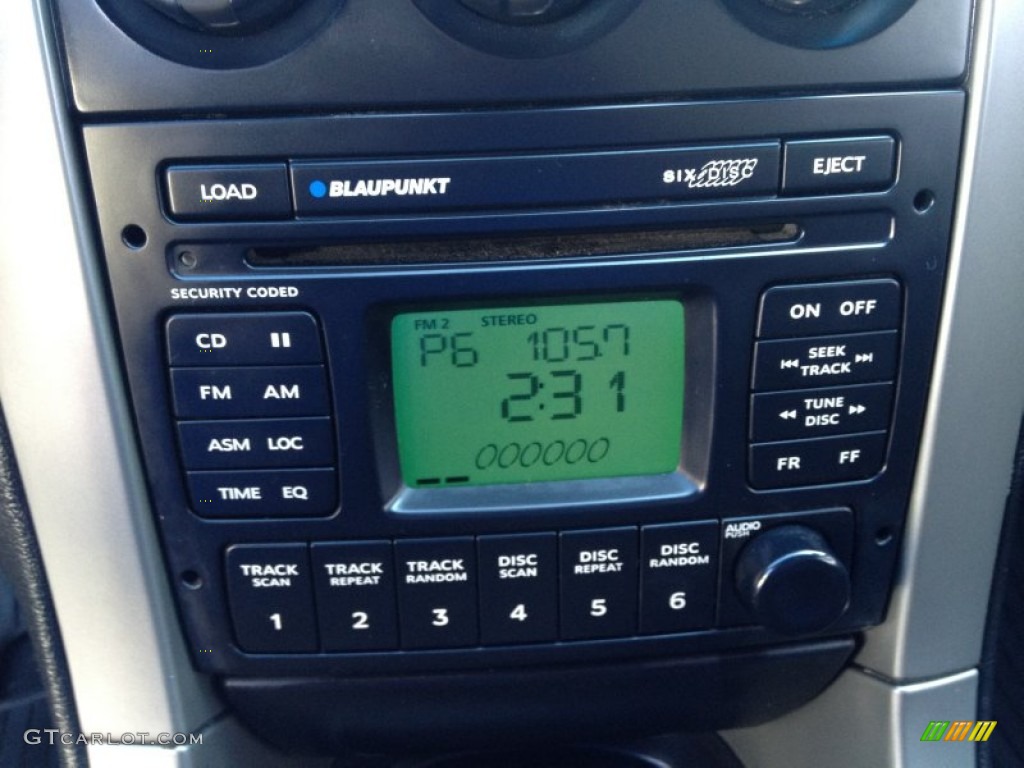 LOAD
BLAUPUNKT
SIX DISC
EJECT
SECURITY CODED
CD
FM AM
ASM LOC
TIME EQ
FM 2 STEREO
P6 105.7
2:31
000000
ON OFF
SEEK
TRACK
TUNE
DISC
FR FF
TRACK
SCAN
1
TRACK
REPEAT
2
TRACK
RANDOM
3
DISC
SCAN
4
DISC
REPEAT
5
DISC
RANDOM
6
AUDIO
PUSH
GTCARLOT.COM